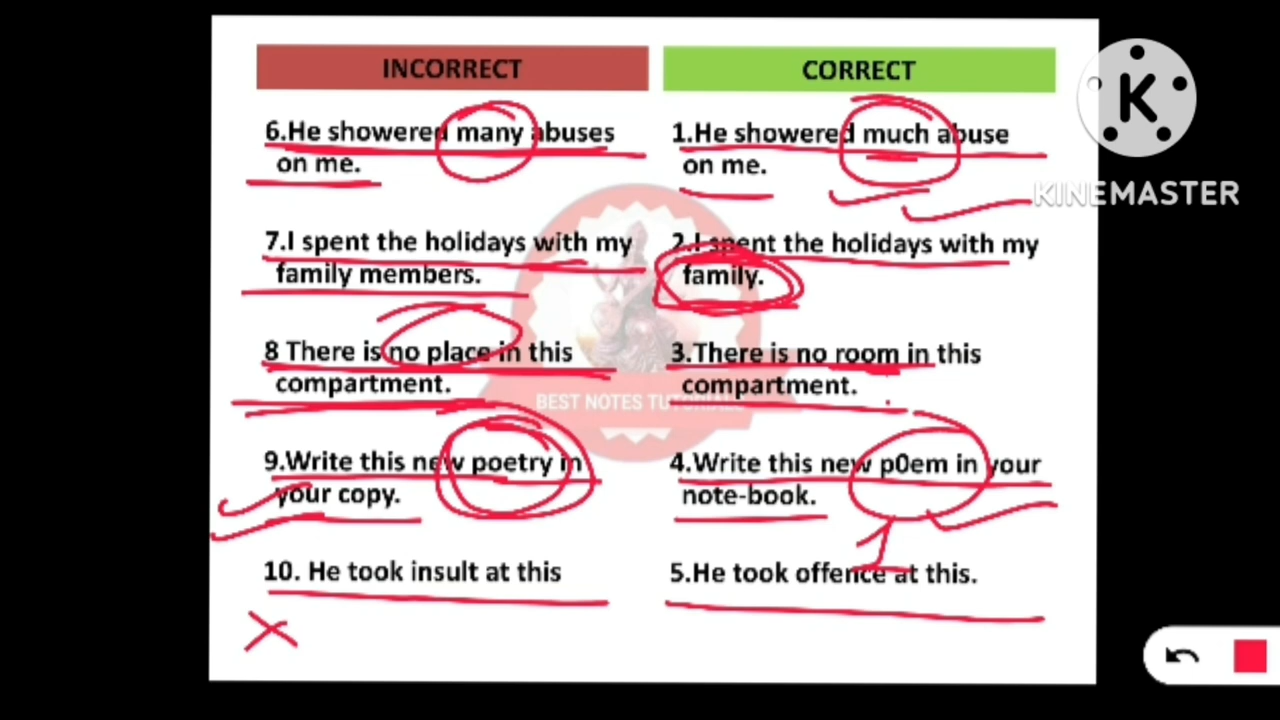 INCORRECT
CORRECT
6.He showered many abuses
on me.
1.He showered much abuse
on me.
7.I spent the holidays with my
family members.
2.I spent the holidays with my
family.
8 There is no place in this
compartment.
3.There is no room in this
compartment.
9.Write this new poetry in
your copy.
4.Write this new p0em in your
note-book.
10. He took insult at this
5.He took offence at this.
1
BEST NOTES TUTORIALS
K
KINEMASTER